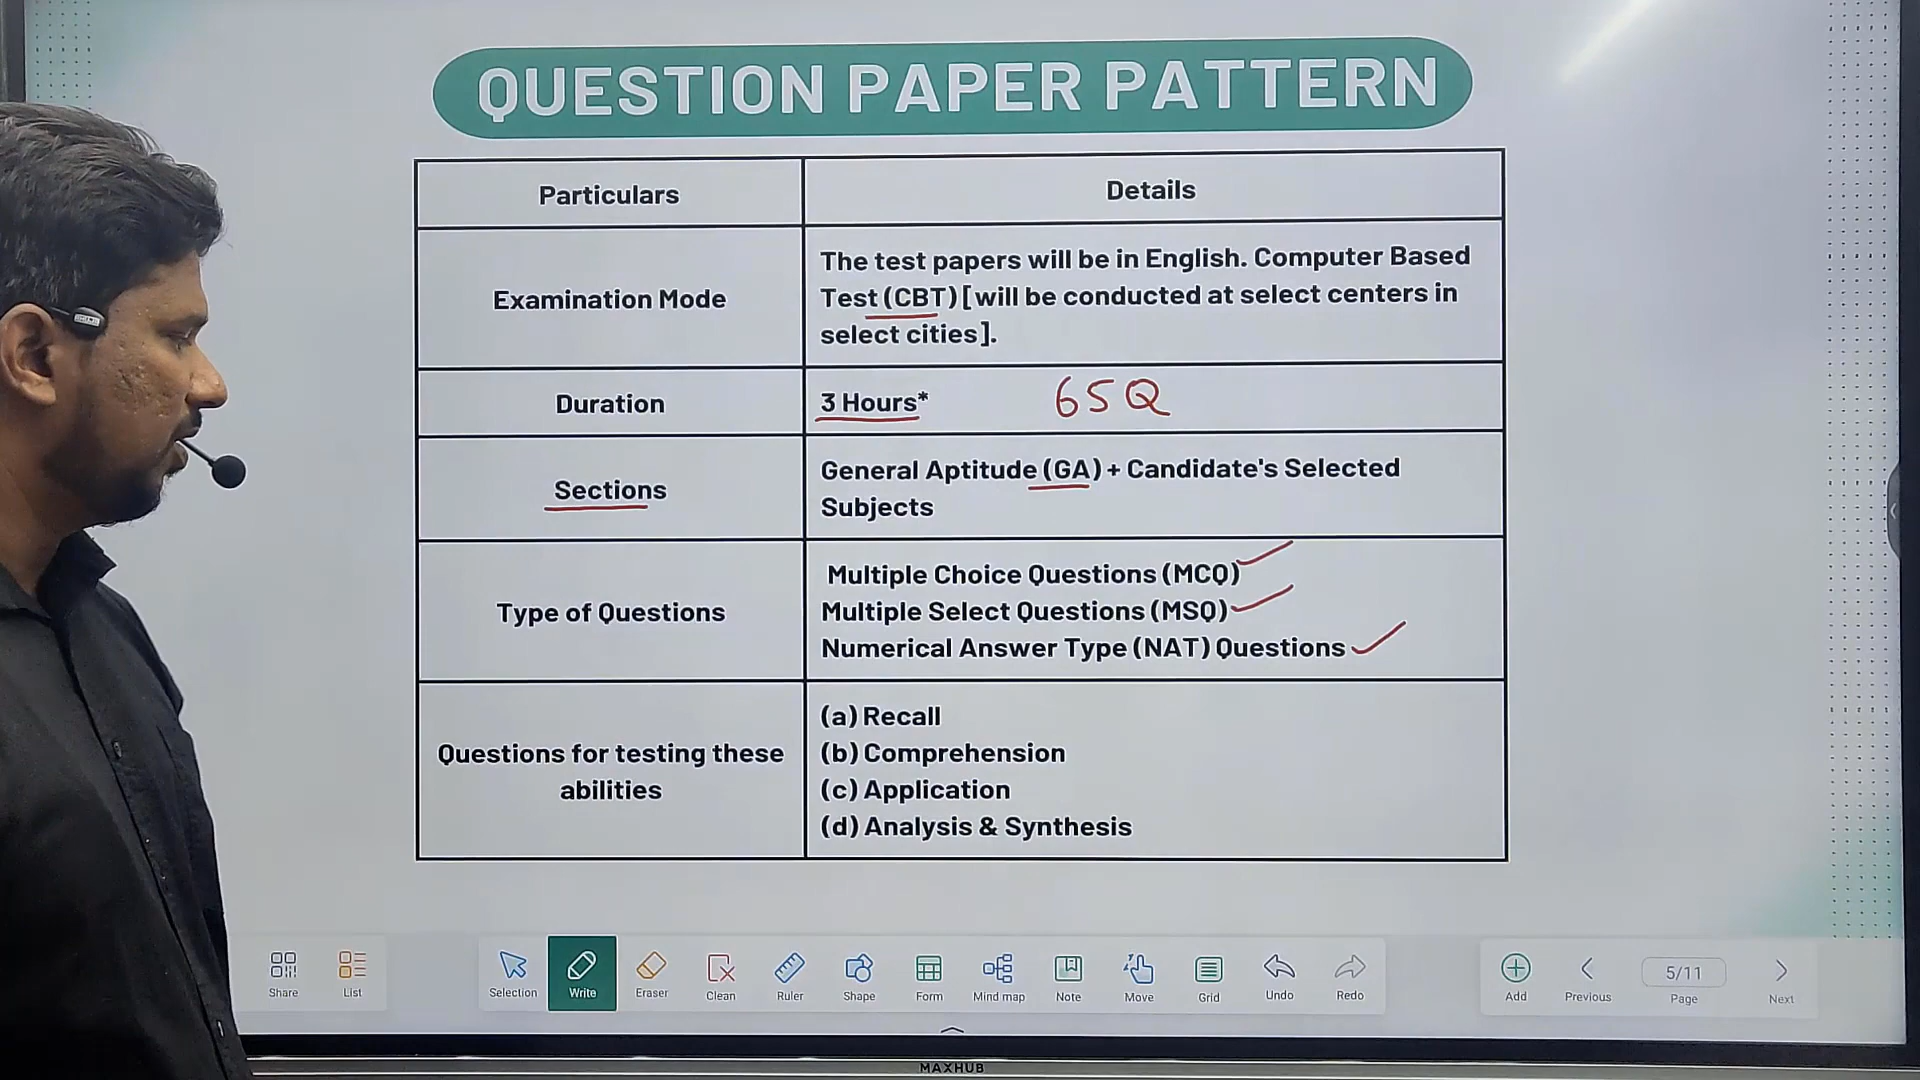 QUESTION PAPER PATTERN
Particulars
Details
Examination Mode
The test papers will be in English. Computer Based
Test (CBT) [will be conducted at select centers in
select cities].
Duration
3 Hours*
65Q
Sections
General Aptitude (GA) + Candidate's Selected
Subjects
Type of Questions
Multiple Choice Questions (MCQ)
Multiple Select Questions (MSQ)
Numerical Answer Type (NAT) Questions
Questions for testing these
abilities
(a) Recall
(b) Comprehension
(c) Application
(d) Analysis & Synthesis
Share
List
Selection
Write
Eraser
Clean
Ruler
Shape
Form
Mind map
Note
Move
Grid
Undo
Redo
Add
Previous
5/11
Page
Next
MAXHUB